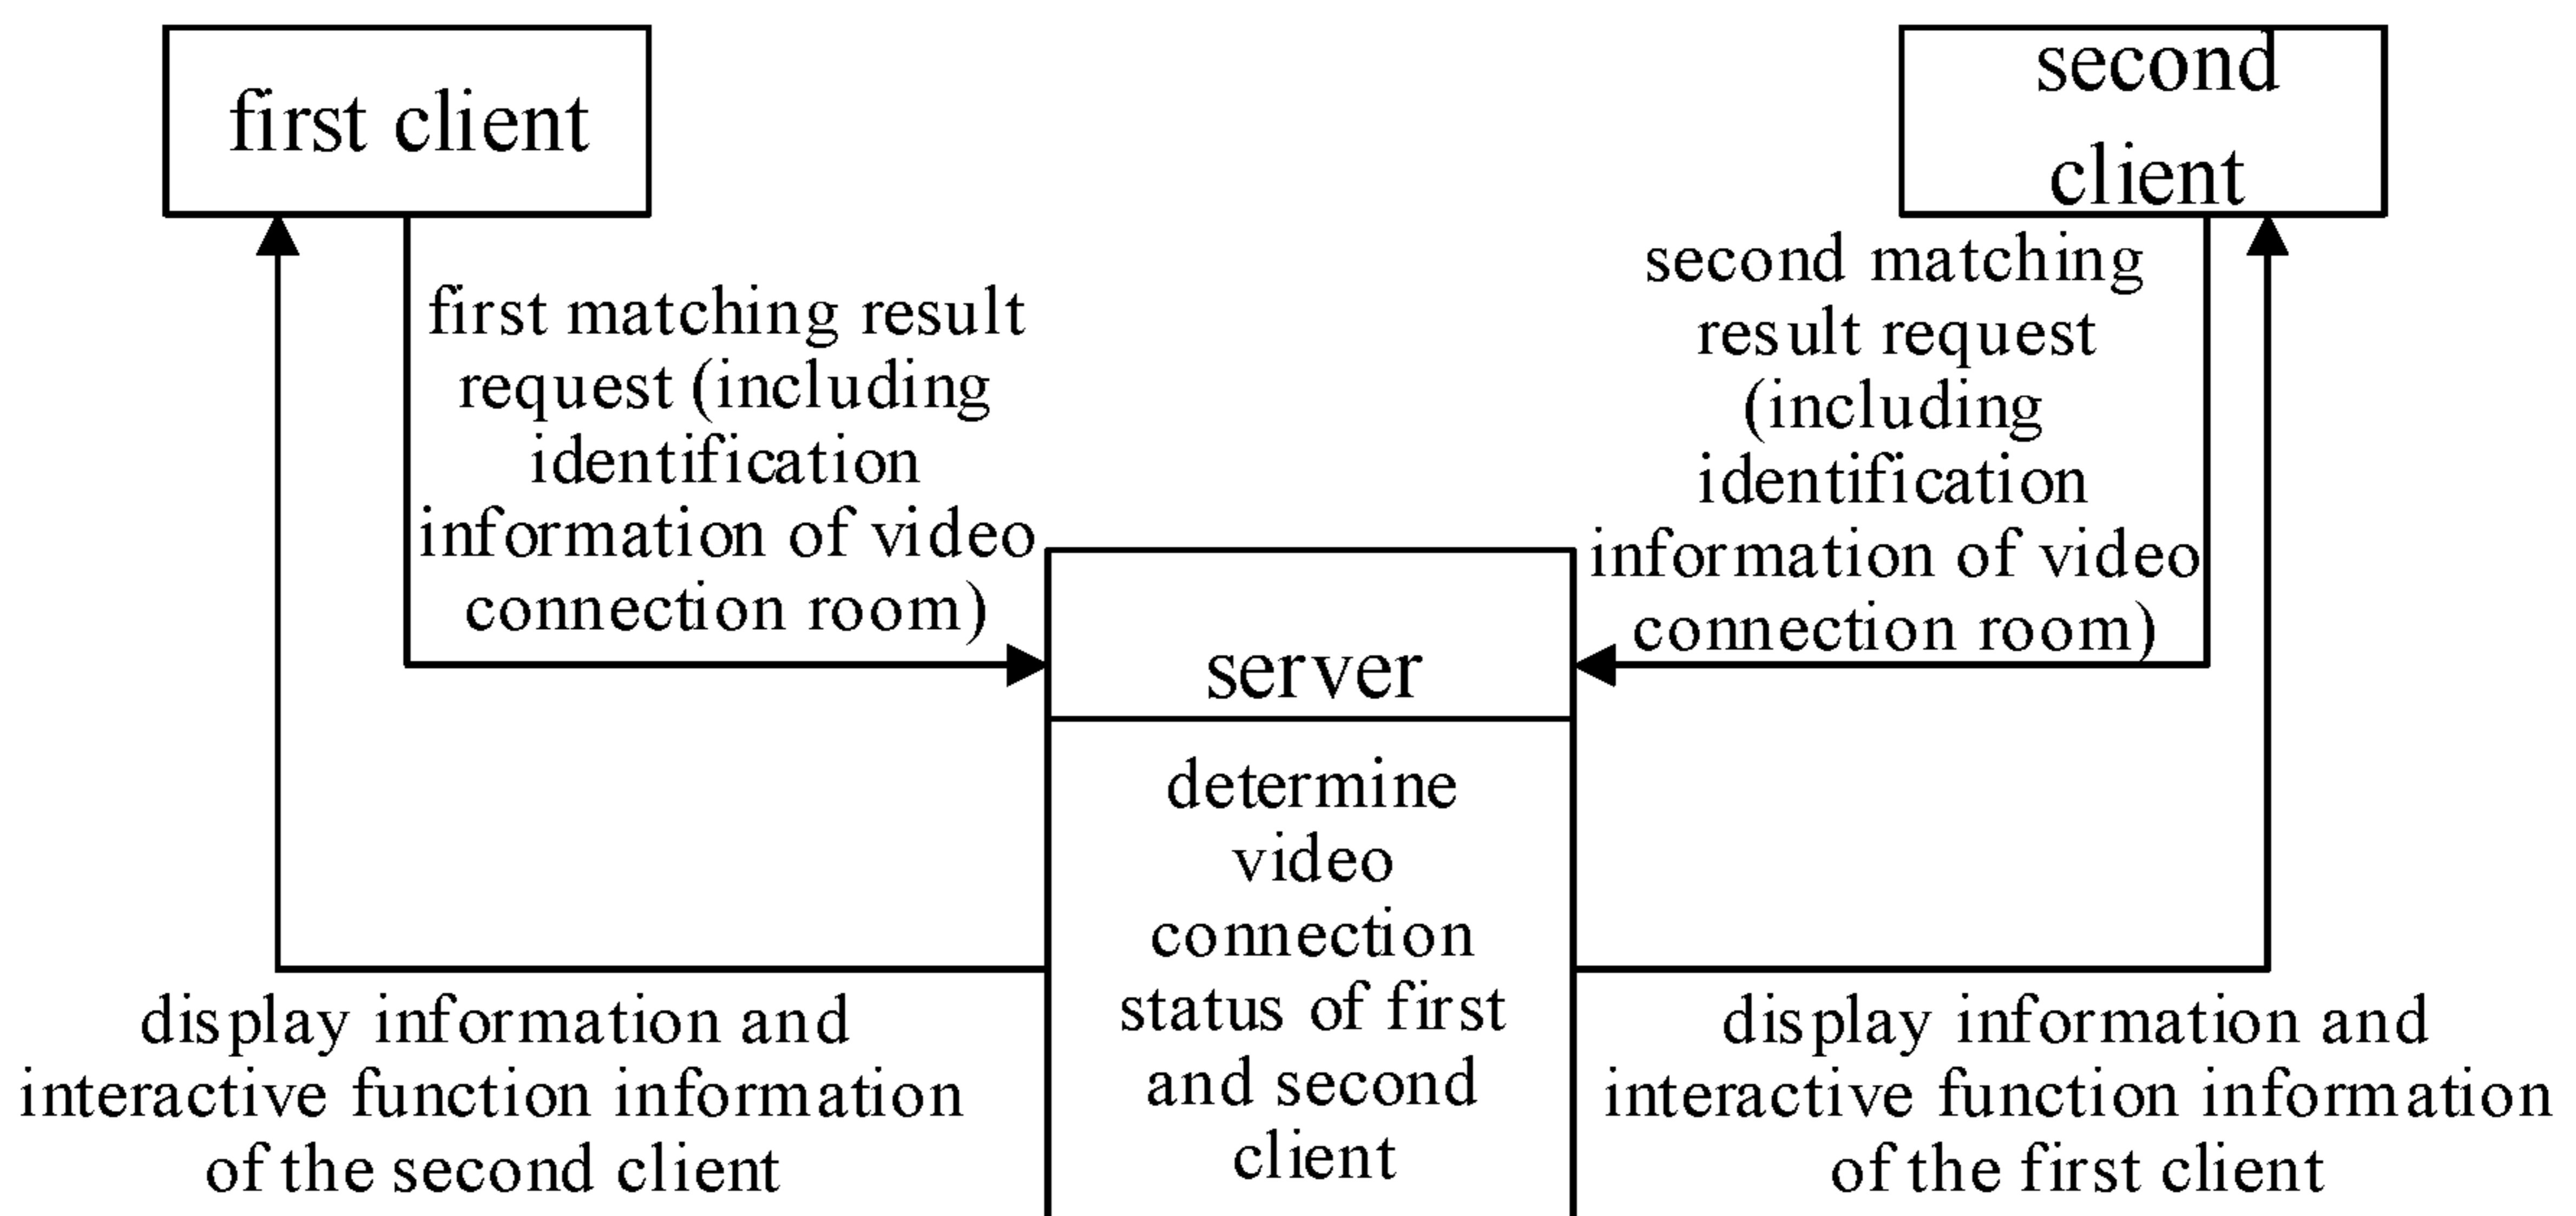 first client
second
client
first matching result
request (including
identification
information of video
connection room)
second matching
result request
(including
identification
information of video
connection room)
server
determine
video
connection
status of first
and second
client
display information and
interactive function information
of the second client
display information and
interactive function information
of the first client